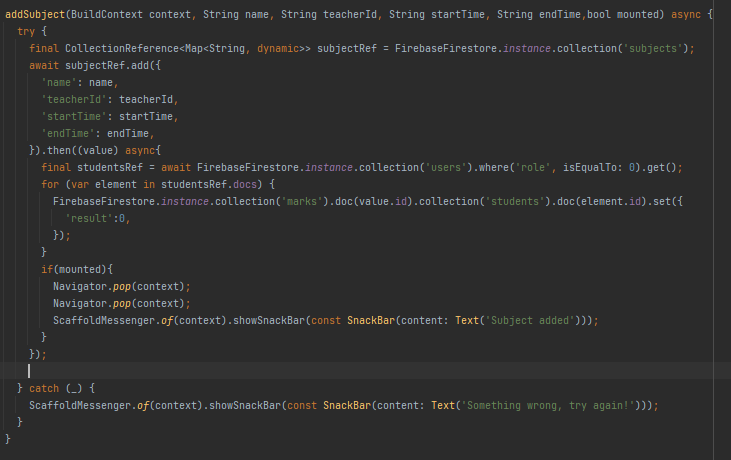 addSubject(BuildContext context, String name, String teacherId, String startTime, String endTime,bool mounted) async {
try {
final CollectionReference<Map<String, dynamic>> subjectRef = FirebaseFirestore.instance.collection('subjects');
await subjectRef.add({
'name': name,
'teacherId': teacherId,
'startTime': startTime,
'endTime': endTime,
}).then((value) async{
final studentsRef = await FirebaseFirestore.instance.collection('users').where('role', isEqualTo: 0).get();
for (var element in studentsRef.docs) {
FirebaseFirestore.instance.collection('marks').doc(value.id).collection('students').doc(element.id).set({
'result':0,
});
}
if(mounted){
Navigator.pop(context);
Navigator.pop(context);
ScaffoldMessenger.of(context).showSnackBar(const SnackBar(content: Text('Subject added')));
}
});
} catch (_) {
ScaffoldMessenger.of(context).showSnackBar(const SnackBar(content: Text('Something wrong, try again!')));
}
}